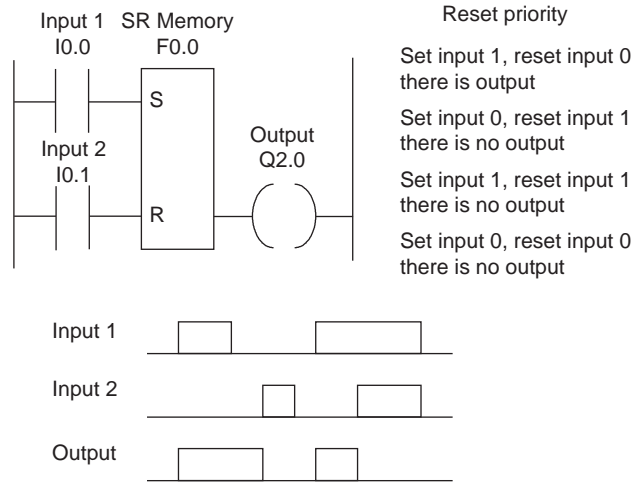 Input 1 SR Memory
I0.0 F0.0
S
Input 2
I0.1
R
Output
Q2.0
Reset priority
Set input 1, reset input 0
there is output
Set input 0, reset input 1
there is no output
Set input 1, reset input 1
there is no output
Set input 0, reset input 0
there is no output
Input 1
Input 2
Output